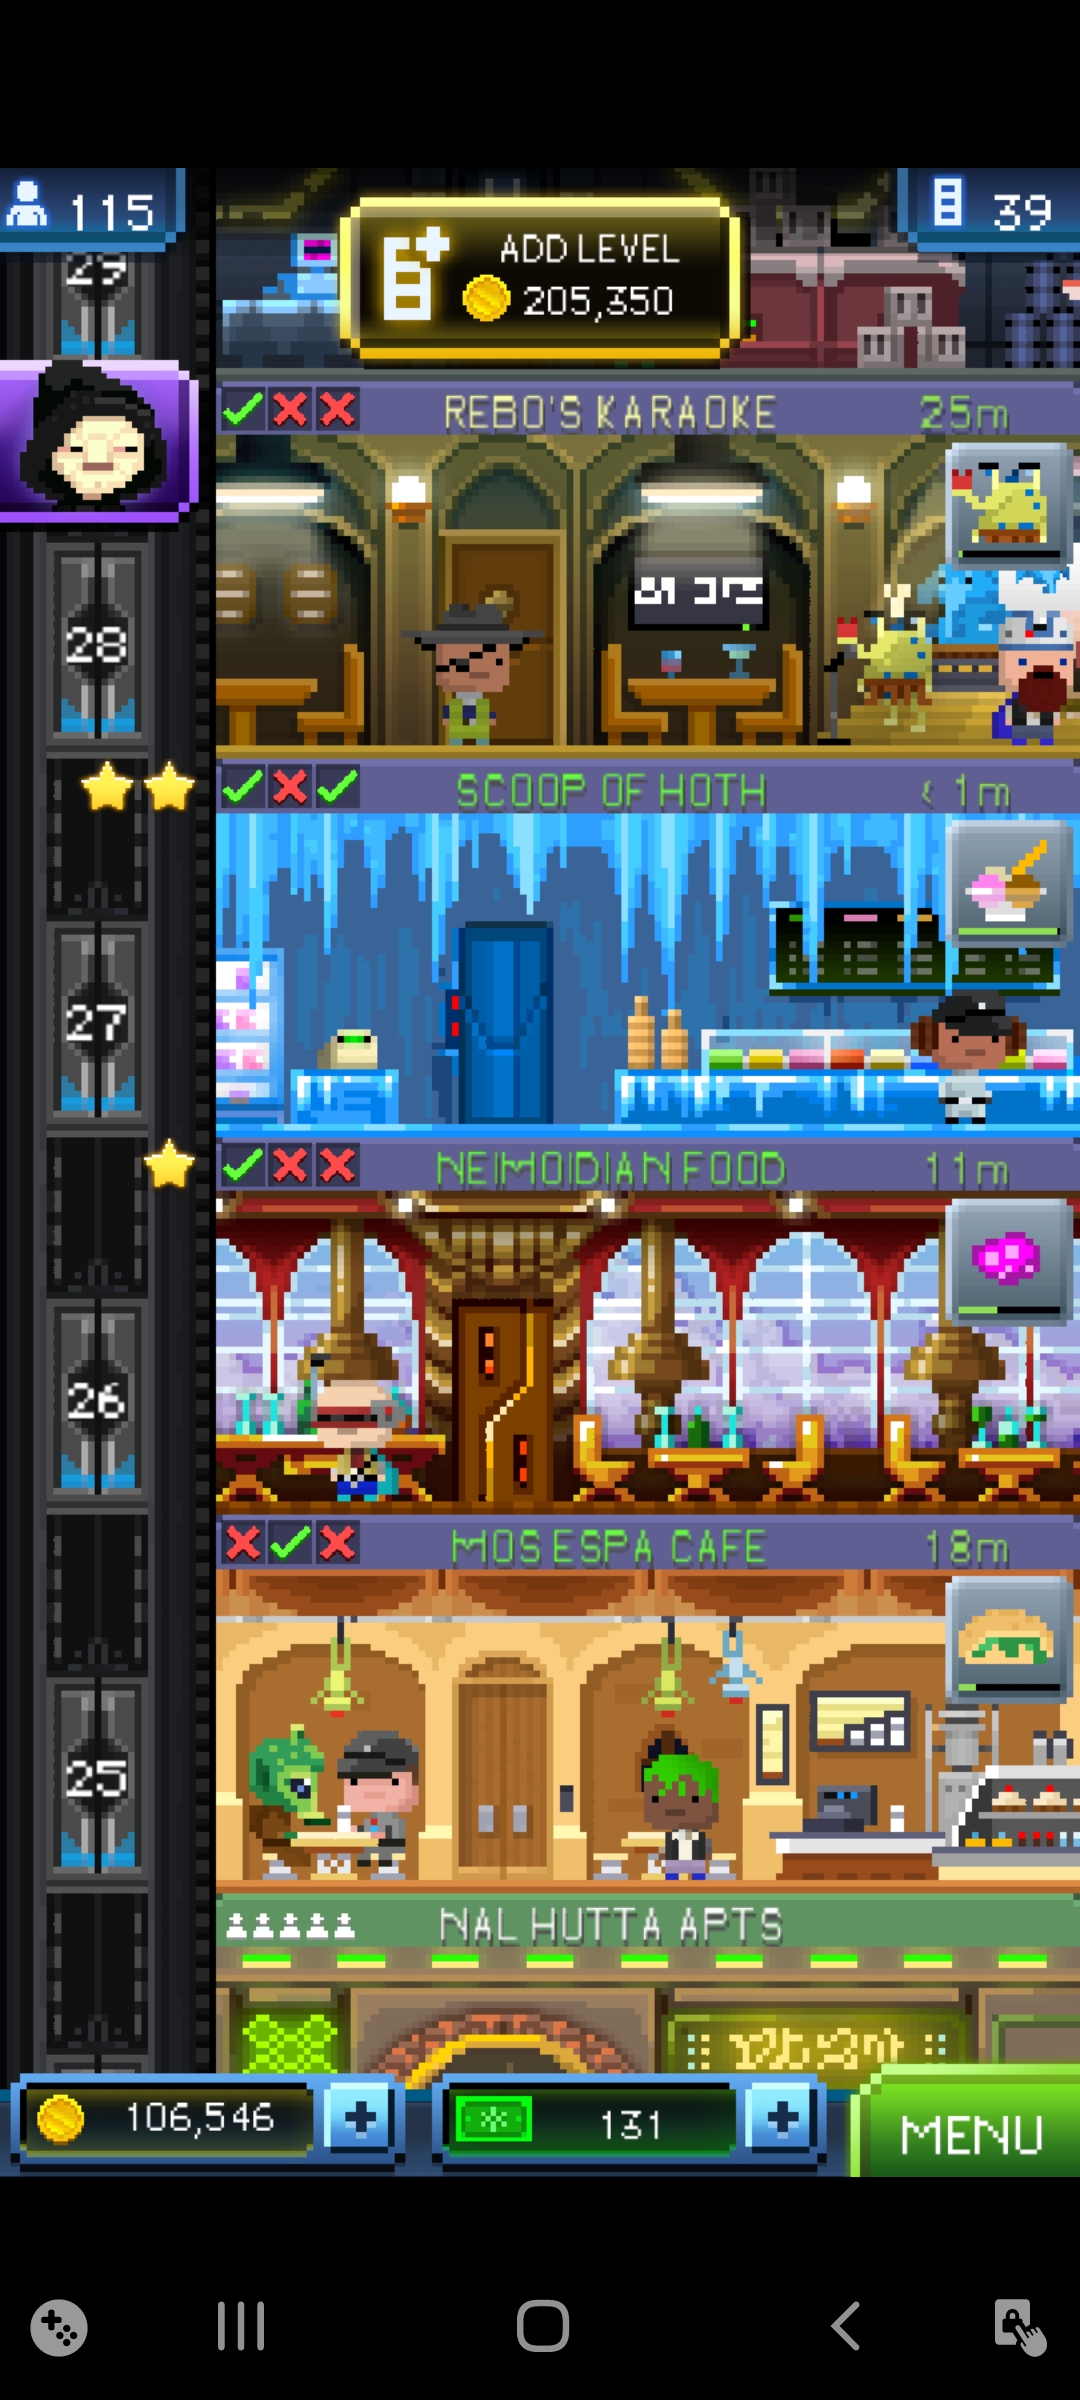 115
ADD LEVEL
205,350
39
29
REBO'S KARAOKE 25m
28
SCOOP OF HOTH < 1m
27
NEIMOIDIAN FOOD 11m
26
MOS ESPA CAFE 18m
25
NAL HUTTA APTS
106,546 +
131 +
MENU